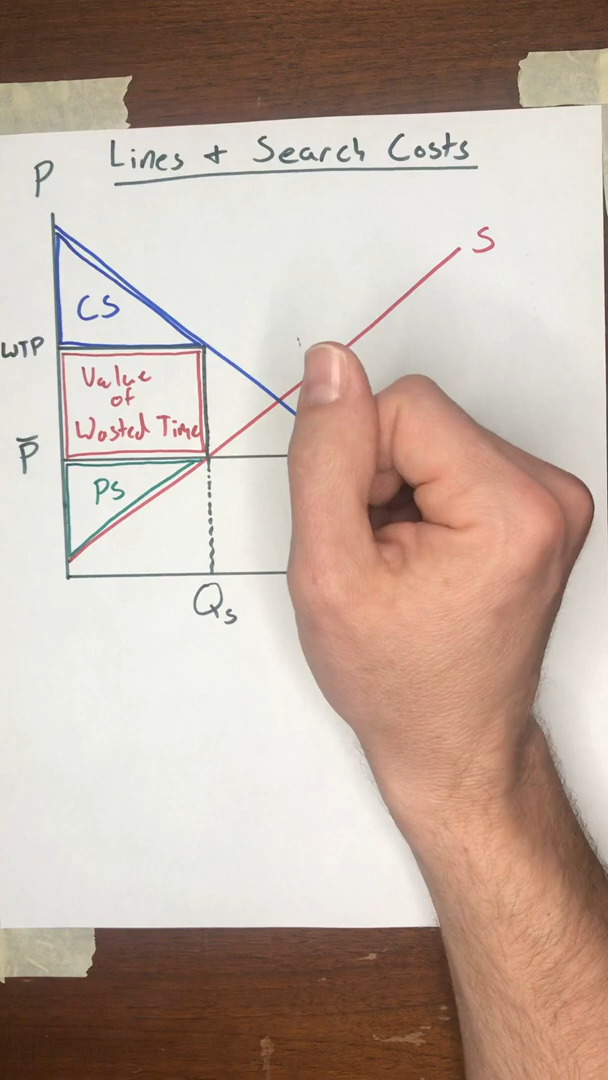 Lines + Search Costs
P
S
CS
WTP
Value
of
Wasted Time
P̅
PS
Qs